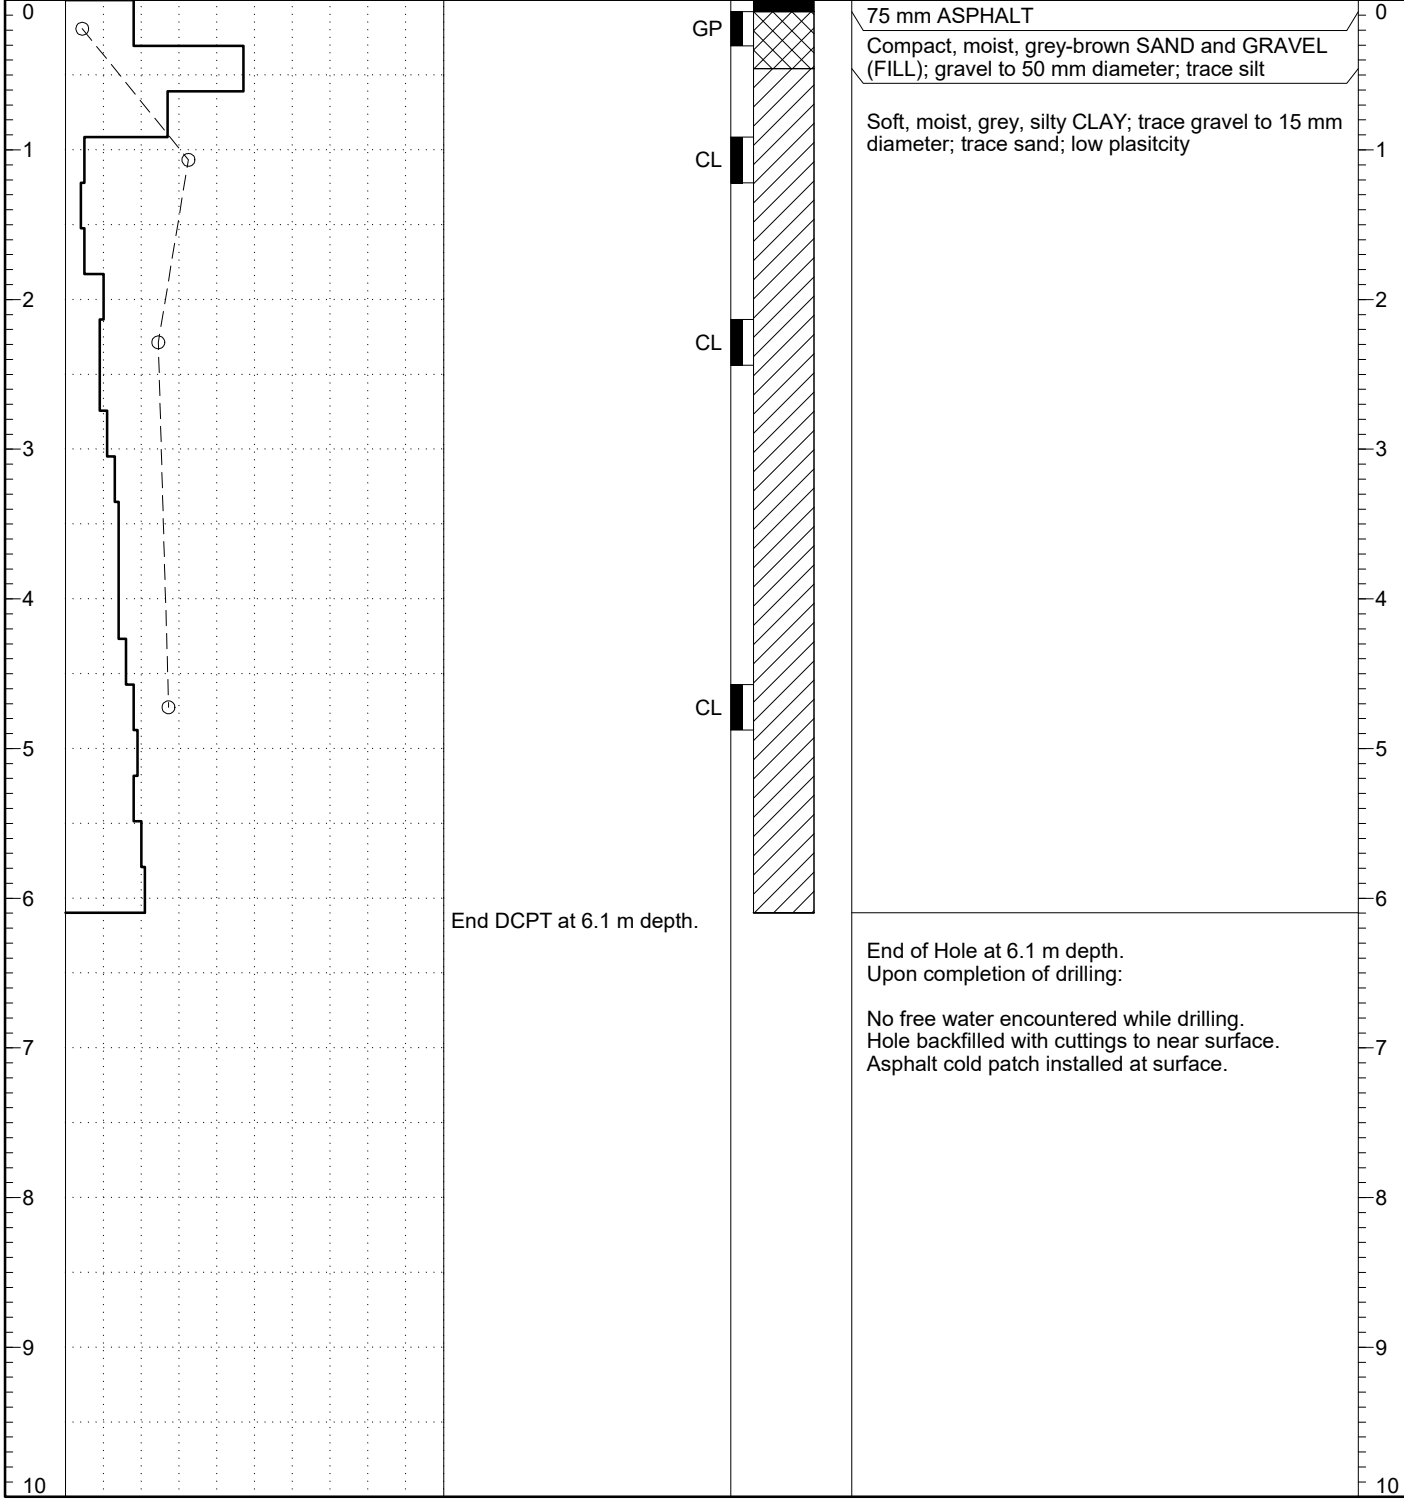 0
1
2
3
4
5
6
7
8
9
10
End DCPT at 6.1 m depth.
GP
CL
CL
CL
75 mm ASPHALT
Compact, moist, grey-brown SAND and GRAVEL
(FILL); gravel to 50 mm diameter; trace silt
Soft, moist, grey, silty CLAY; trace gravel to 15 mm
diameter; trace sand; low plasitcity
End of Hole at 6.1 m depth.
Upon completion of drilling:
No free water encountered while drilling.
Hole backfilled with cuttings to near surface.
Asphalt cold patch installed at surface.
0
1
2
3
4
5
6
7
8
9
10